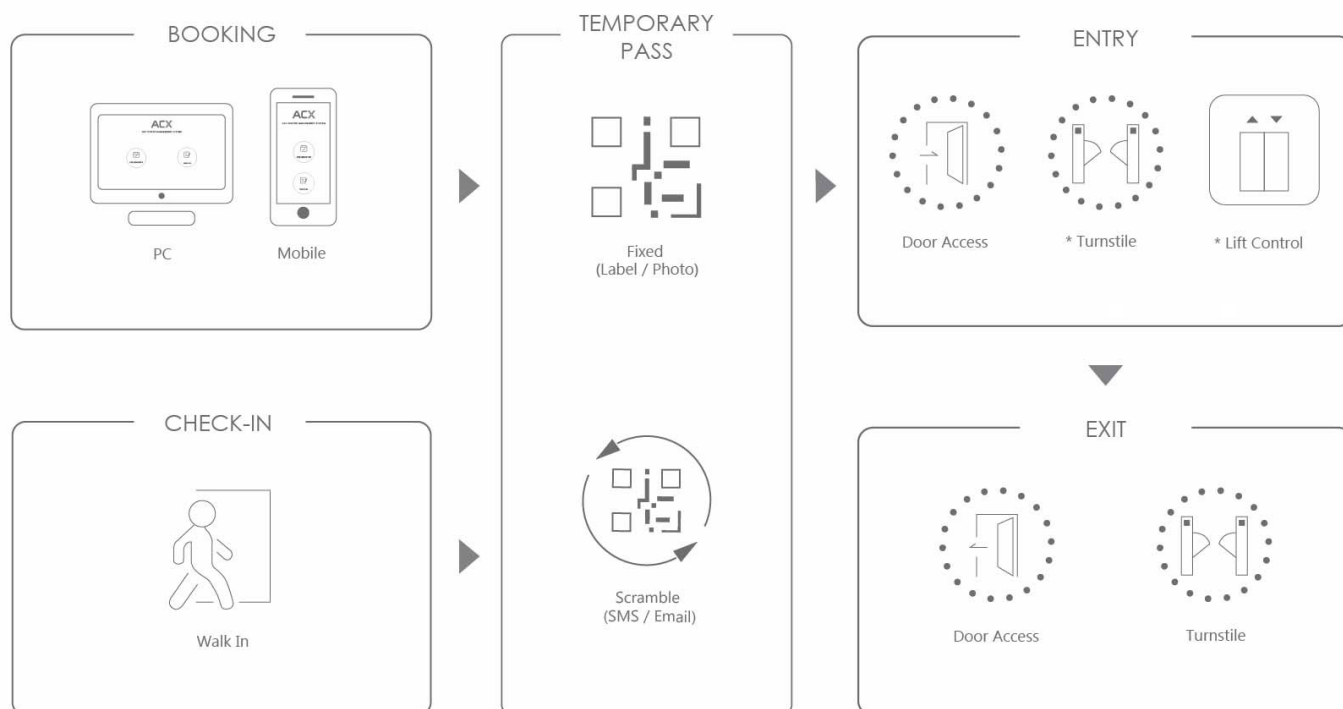 BOOKING
ACX
ACX
PC
Mobile
TEMPORARY
PASS
Fixed
(Label / Photo)
ENTRY
Door Access
* Turnstile
* Lift Control
CHECK-IN
Walk In
Scramble
(SMS / Email)
EXIT
Door Access
Turnstile